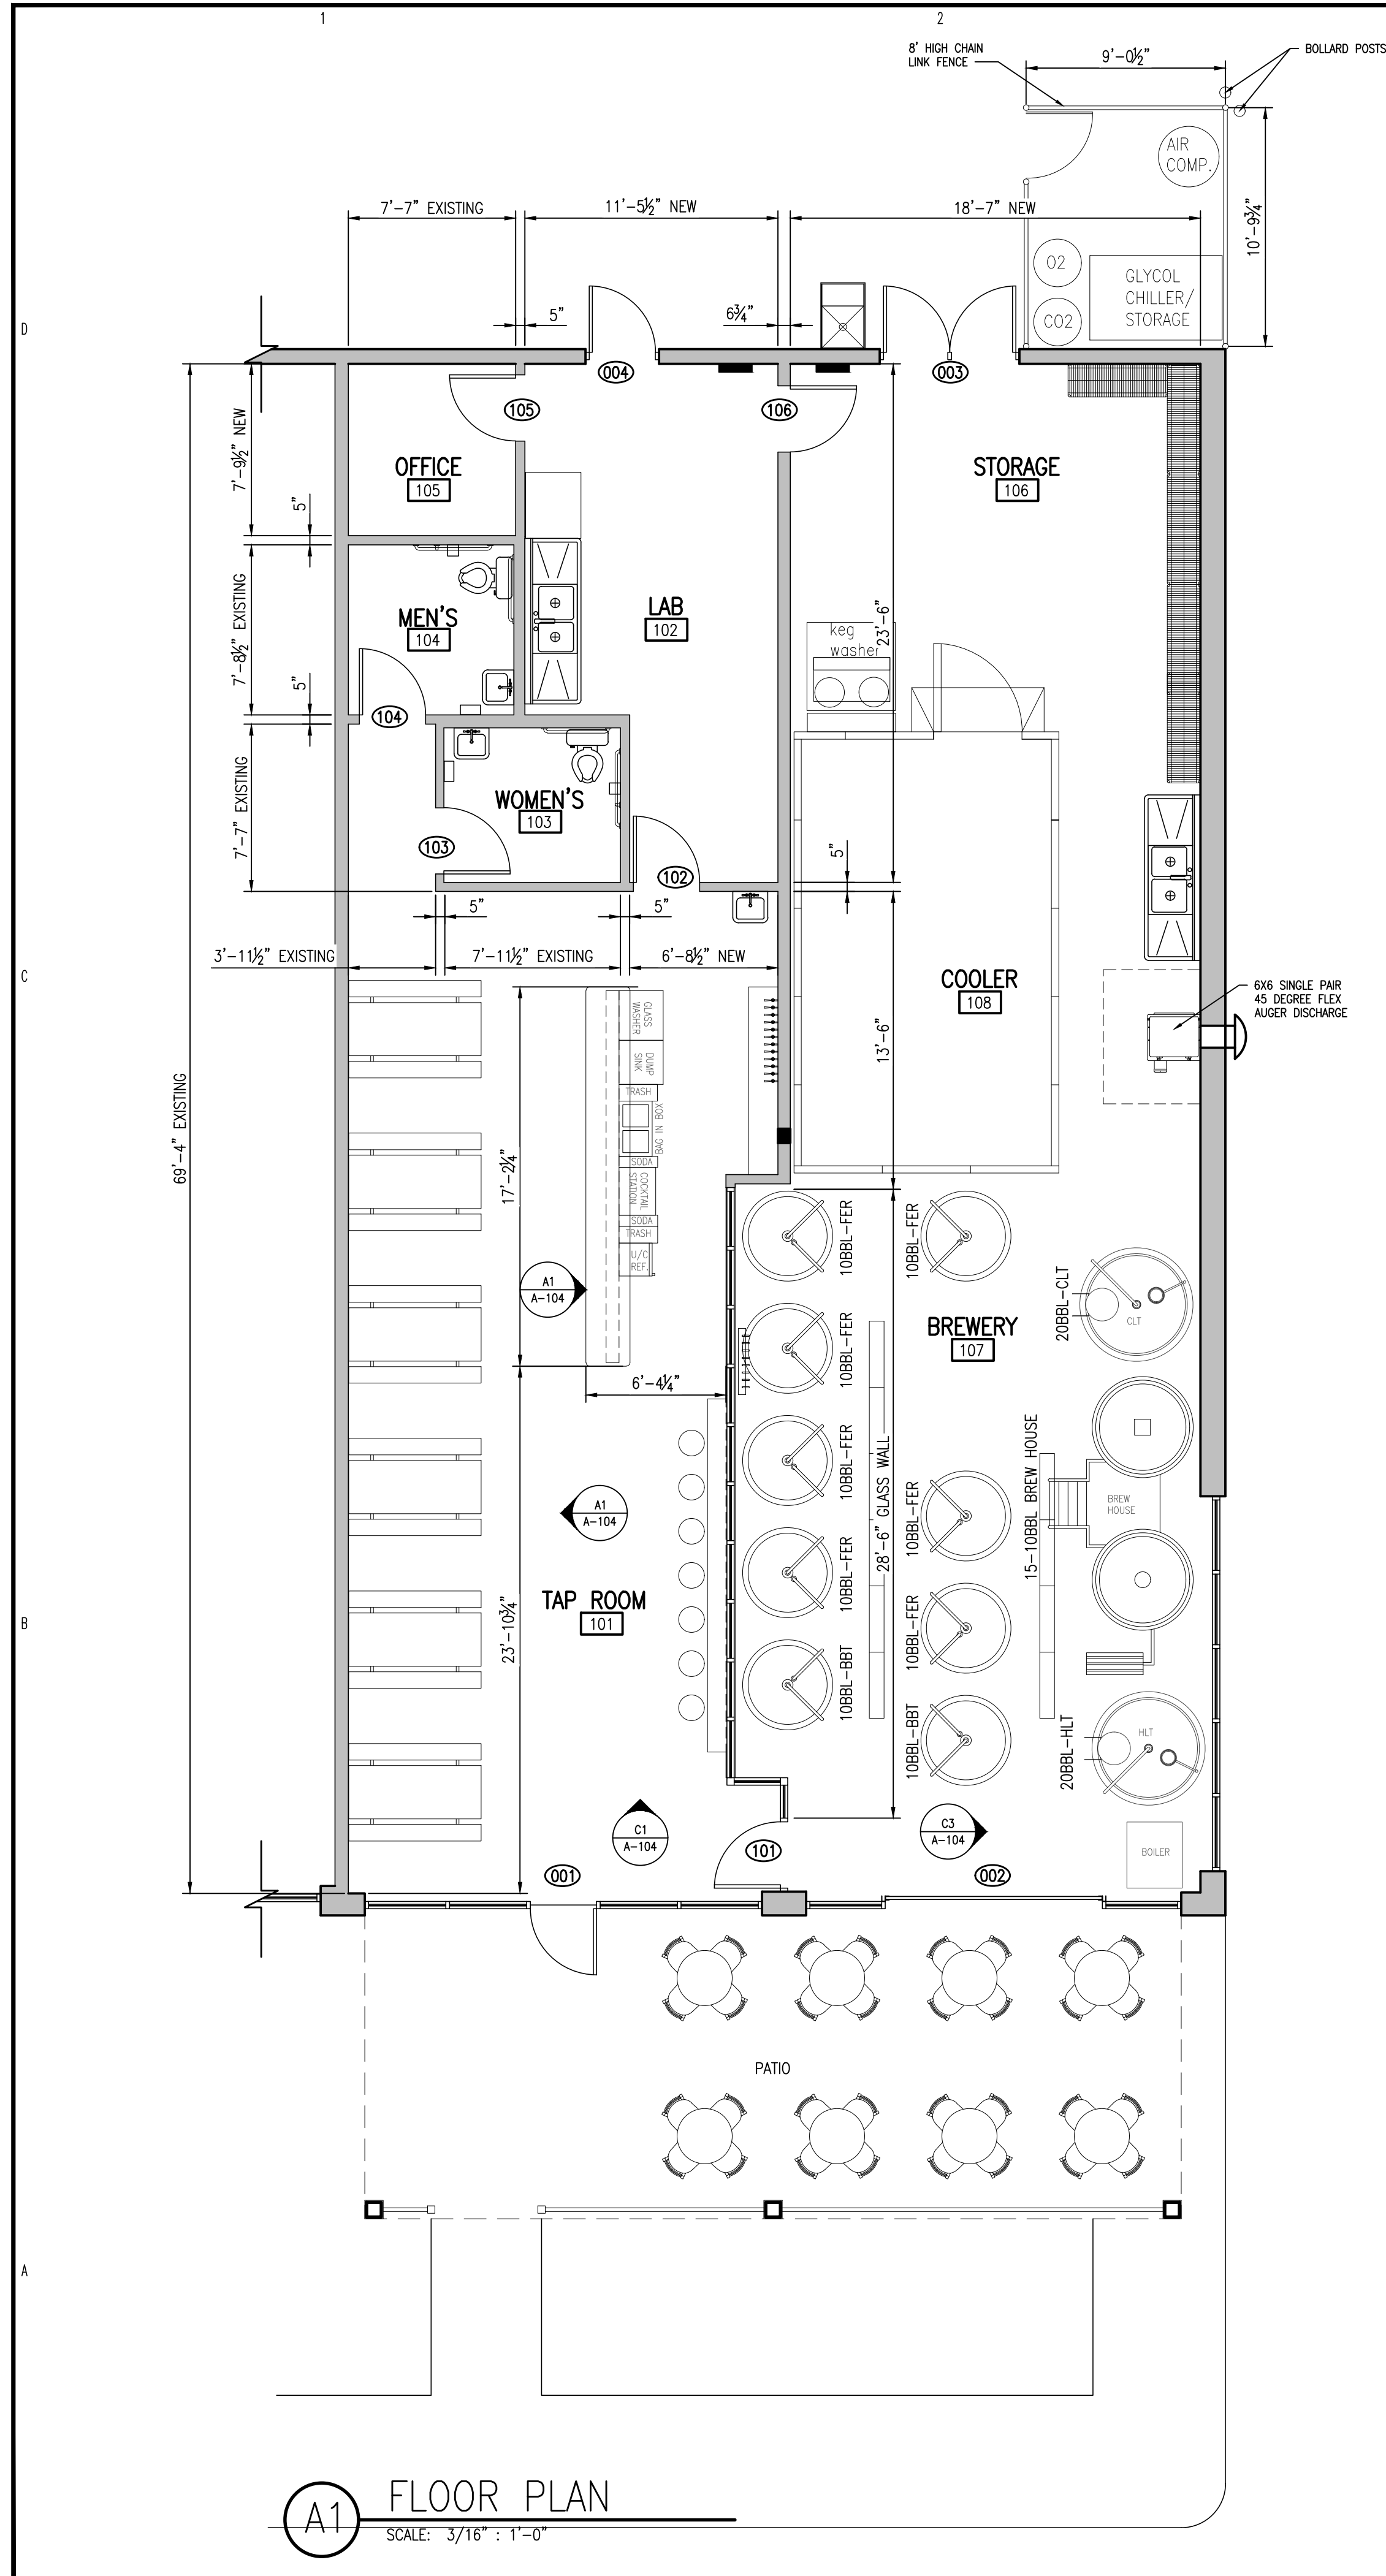 1
2
8' HIGH CHAIN
LINK FENCE
9'-0½"
BOLLARD POSTS
AIR
COMP.
10'-9¾"
7'-7" EXISTING
11'-5½" NEW
18'-7" NEW
O2
GLYCOL
CHILLER/
STORAGE
CO2
5"
6¾"
D
004
003
105
106
7'-9½" NEW
OFFICE
105
STORAGE
106
5"
7'-8½" EXISTING
MEN'S
104
LAB
102
23'-6"
keg
washer
5"
104
7'-7" EXISTING
WOMEN'S
103
103
102
5"
5"
5"
3'-11½" EXISTING
7'-11½" EXISTING
6'-8½" NEW
C
COOLER
108
6X6 SINGLE PAIR
45 DEGREE FLEX
AUGER DISCHARGE
GLASS
WASHER
DUMP
SINK
TRASH
BAG IN BOX
SODA
COCKTAIL
STATION
SODA
TRASH
U/C
REF.
13'-6"
69'-4" EXISTING
17'-2¼"
10BBL-FER
10BBL-FER
A1
A-104
20BBL-CLT
CLT
BREWERY
107
10BBL-FER
6'-4¼"
10BBL-FER
28'-6" GLASS WALL
15-10BBL BREW HOUSE
BREW
HOUSE
A1
A-104
10BBL-FER
10BBL-FER
TAP ROOM
101
B
23'-10¾"
10BBL-FER
10BBL-BBT
10BBL-BBT
20BBL-HLT
HLT
C1
A-104
C3
A-104
101
BOILER
001
002
PATIO
A
A1
FLOOR PLAN
SCALE: 3/16" : 1'-0"